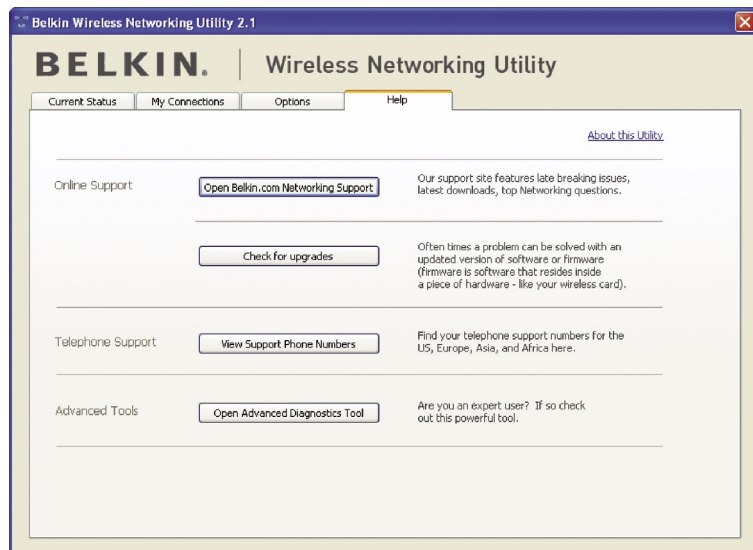 Belkin Wireless Networking Utility 2.1
BELKIN. | Wireless Networking Utility
Current Status My Connections Options Help
About this Utility
Online Support
Open Belkin.com Networking Support
Our support site features late breaking issues,
latest downloads, top Networking questions.
Check for upgrades
Often times a problem can be solved with an
updated version of software or firmware
(firmware is software that resides inside
a piece of hardware - like your wireless card).
Telephone Support
View Support Phone Numbers
Find your telephone support numbers for the
US, Europe, Asia, and Africa here.
Advanced Tools
Open Advanced Diagnostics Tool
Are you an expert user? If so check
out this powerful tool.